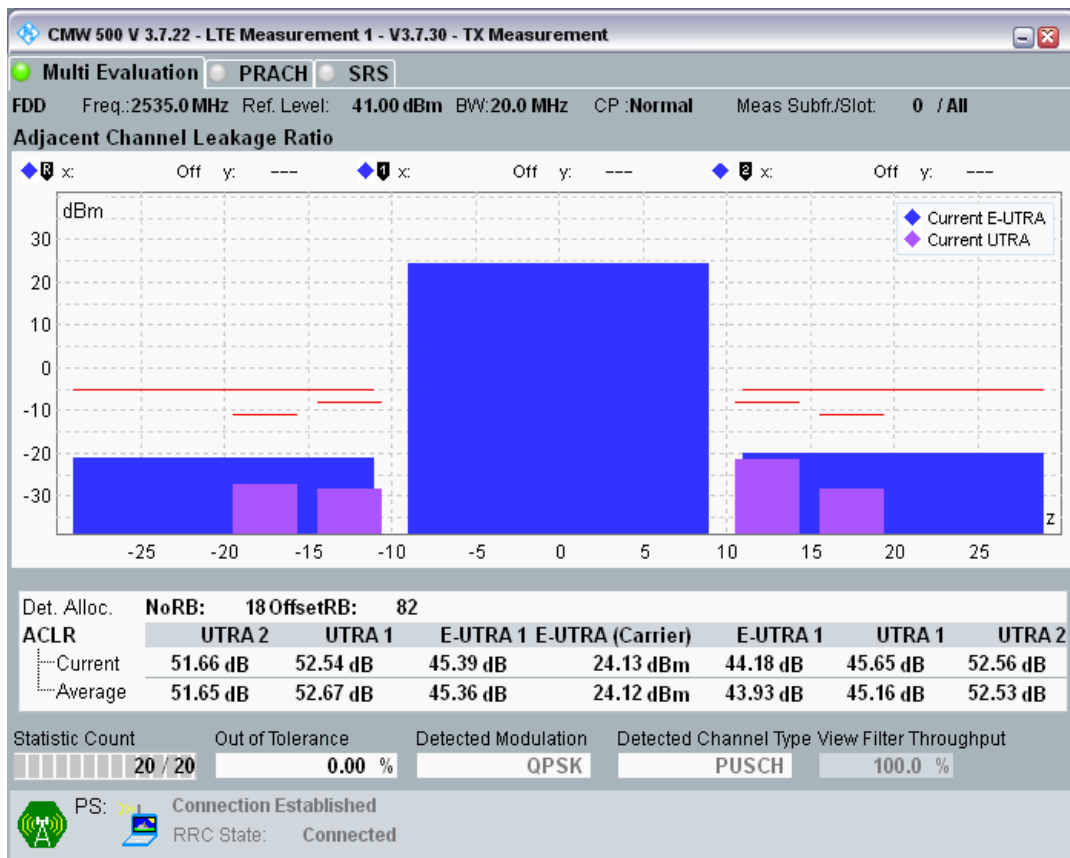 CMW 500 V 3.7.22 - LTE Measurement 1 - V3.7.30 - TX Measurement
Multi Evaluation PRACH SRS
FDD Freq.:2535.0 MHz Ref. Level: 41.00 dBm BW:20.0 MHz CP :Normal Meas Subfr./Slot: 0 / All
Adjacent Channel Leakage Ratio
R x: Off y: --- 1 x: Off y: --- 2 x: Off y: ---
dBm
Current E-UTRA
Current UTRA
30
20
10
0
-10
-20
-30
z
-25 -20 -15 -10 -5 0 5 10 15 20 25
Det. Alloc. NoRB: 18 OffsetRB: 82
ACLR UTRA 2 UTRA 1 E-UTRA 1 E-UTRA (Carrier) E-UTRA 1 UTRA 1 UTRA 2
Current 51.66 dB 52.54 dB 45.39 dB 24.13 dBm 44.18 dB 45.65 dB 52.56 dB
Average 51.65 dB 52.67 dB 45.36 dB 24.12 dBm 43.93 dB 45.16 dB 52.53 dB
Statistic Count Out of Tolerance Detected Modulation Detected Channel Type View Filter Throughput
20 / 20 0.00 % QPSK PUSCH 100.0 %
PS: Connection Established
RRC State: Connected